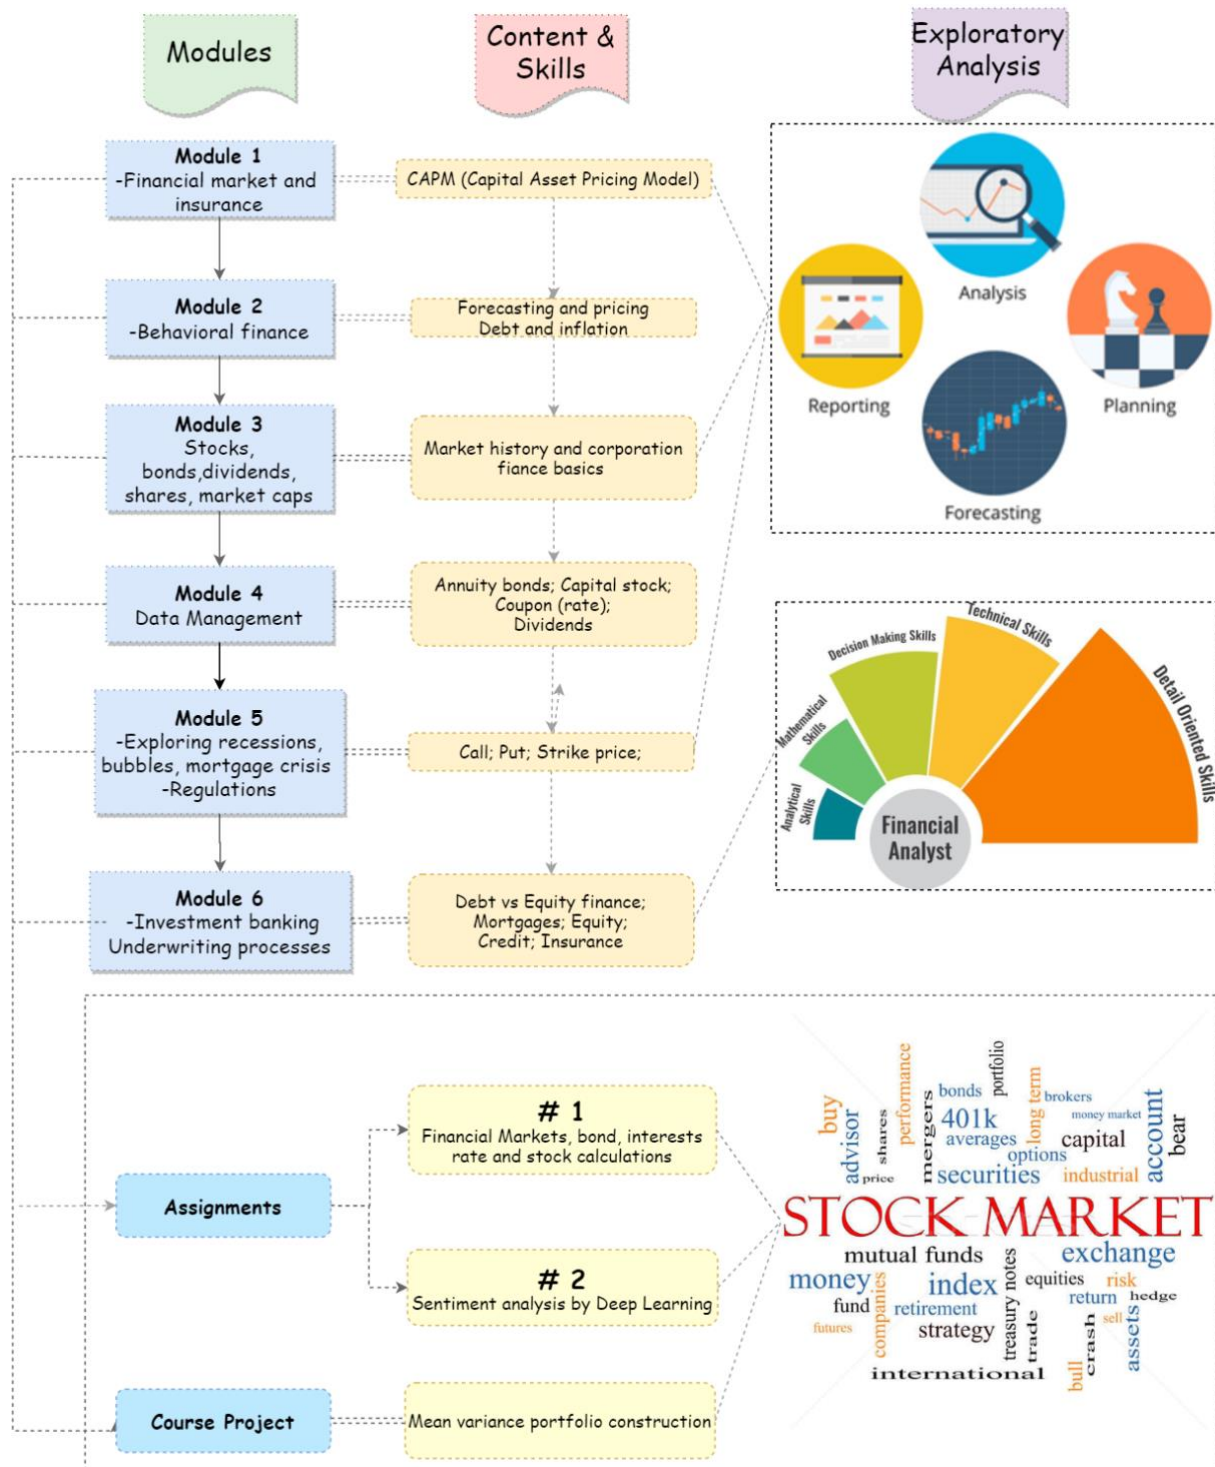 Modules
Content &
Skills
Exploratory
Analysis
Module 1
-Financial market and
insurance
CAPM (Capital Asset Pricing Model)
Module 2
-Behavioral finance
Forecasting and pricing
Debt and inflation
Module 3
Stocks,
bonds,dividends,
shares, market caps
Market history and corporation
fiance basics
Module 4
Data Management
Annuity bonds; Capital stock;
Coupon (rate);
Dividends
Module 5
-Exploring recessions,
bubbles, mortgage crisis
-Regulations
Call; Put; Strike price;
Module 6
-Investment banking
Underwriting processes
Debt vs Equity finance;
Mortgages; Equity;
Credit; Insurance
Analysis
Reporting
Planning
Forecasting
Analytical
Skills
Mathematical
Skills
Decision Making Skills
Technical Skills
Detail Oriented Skills
Financial
Analyst
Assignments
# 1
Financial Markets, bond, interests
rate and stock calculations
# 2
Sentiment analysis by Deep Learning
Course Project
Mean variance portfolio construction
buy
advisor
shares
price
performance
mergers
bonds
portfolio
401k
averages
long term
brokers
money market
options
capital
securities
industrial
account
bear
STOCK MARKET
mutual funds
exchange
money
companies
index
treasury notes
equities
risk
return
hedge
fund
retirement
futures
strategy
trade
sell
crash
assets
bull
international